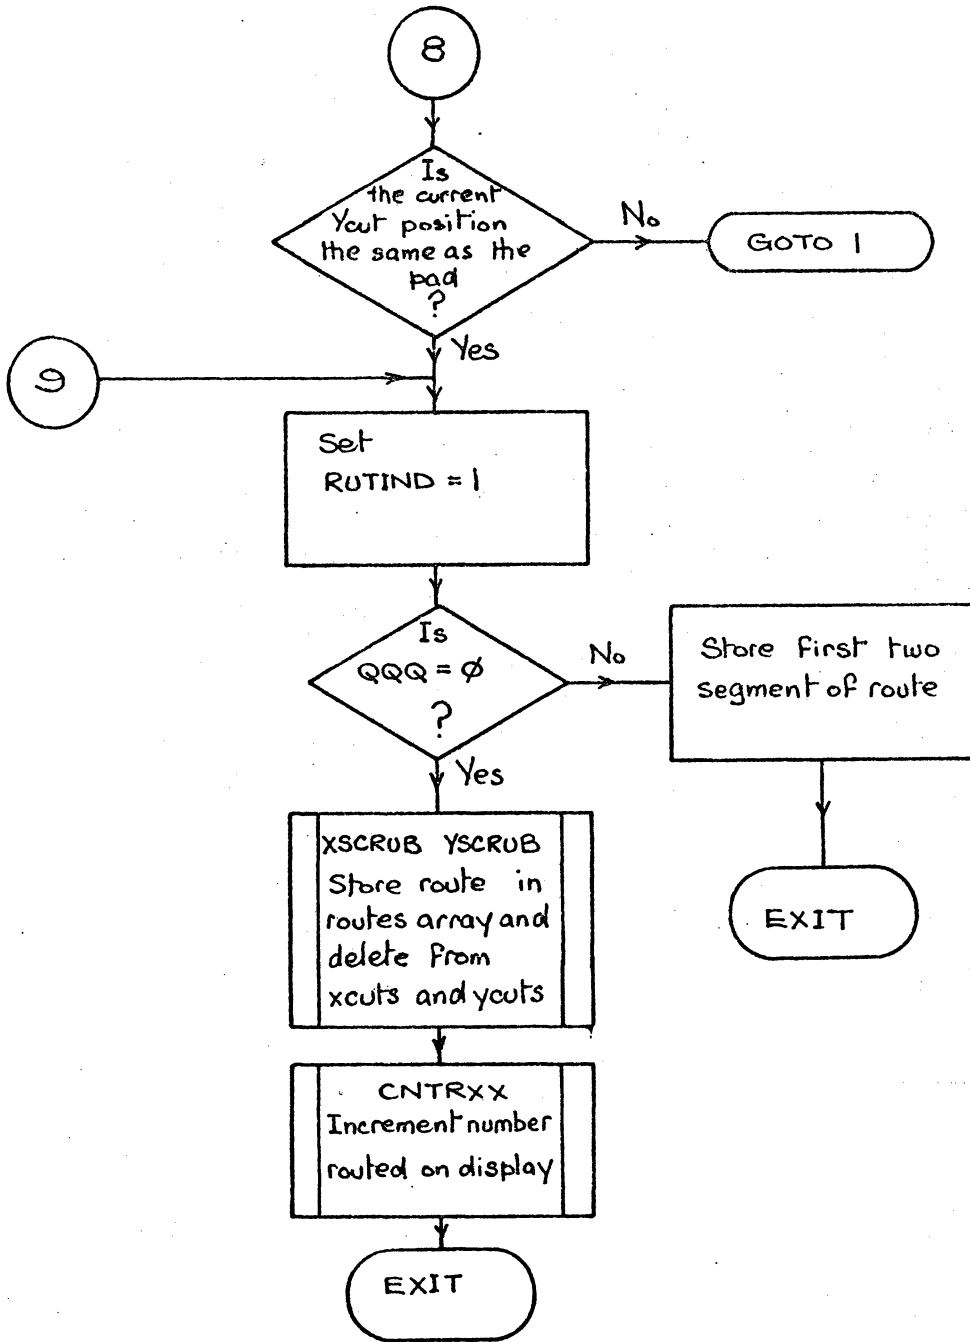 8
Is
the current
Ycut position
the same as the
pad
?
No
GOTO 1
Yes
9
Set
RUTIND = 1
Is
QQQ = Ø
?
No
Store first two
segment of route
Yes
EXIT
XSCRUB YSCRUB
Store route in
routes array and
delete from
xcuts and ycuts
CNTRXX
Increment number
routed on display
EXIT